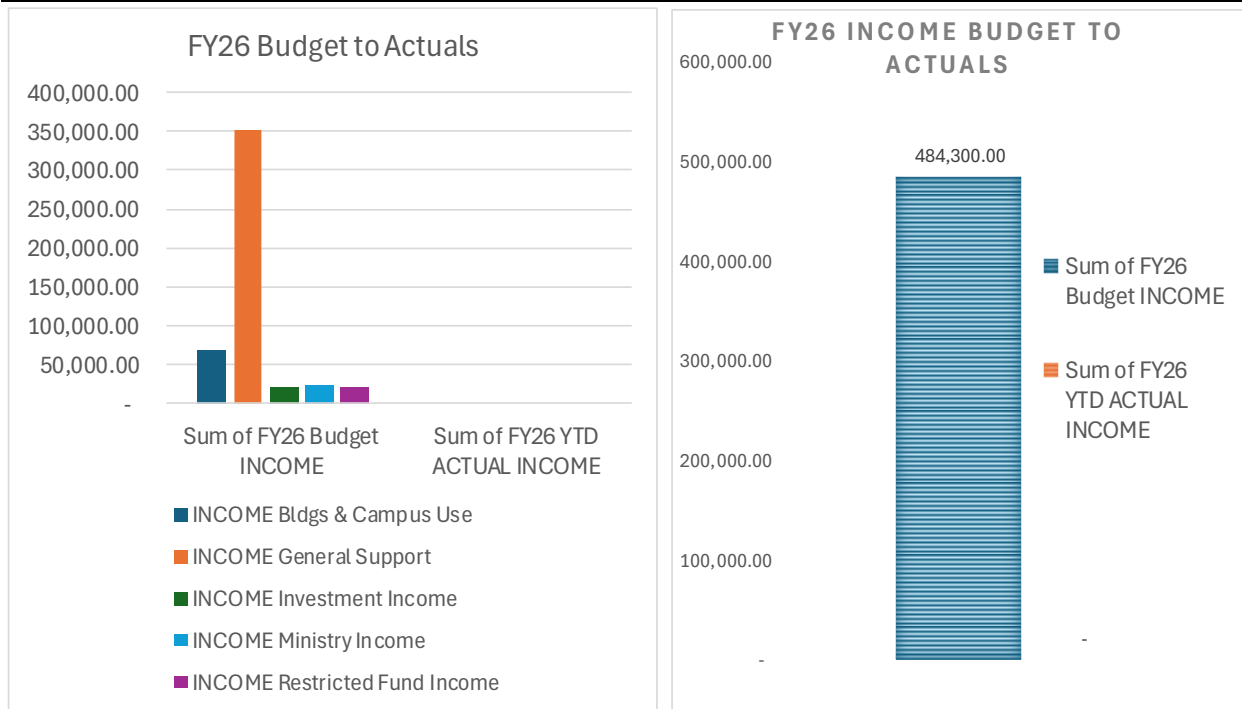 FY26 Budget to Actuals
400,000.00
350,000.00
300,000.00
250,000.00
200,000.00
150,000.00
100,000.00
50,000.00
-
Sum of FY26 Budget
INCOME
Sum of FY26 YTD
ACTUAL INCOME
INCOME Bldgs & Campus Use
INCOME General Support
INCOME Investment Income
INCOME Ministry Income
INCOME Restricted Fund Income
FY26 INCOME BUDGET TO
ACTUALS
600,000.00
500,000.00
400,000.00
300,000.00
200,000.00
100,000.00
-
484,300.00
-
Sum of FY26
Budget INCOME
Sum of FY26
YTD ACTUAL
INCOME